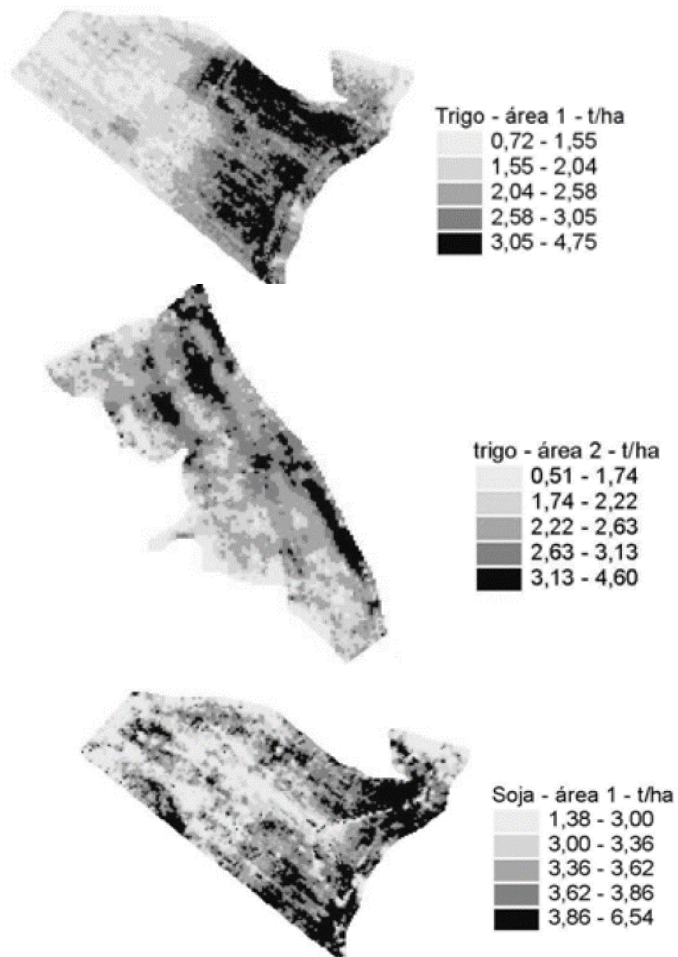 Trigo - área 1 - t/ha
0,72 - 1,55
1,55 - 2,04
2,04 - 2,58
2,58 - 3,05
3,05 - 4,75
trigo - área 2 - t/ha
0,51 - 1,74
1,74 - 2,22
2,22 - 2,63
2,63 - 3,13
3,13 - 4,60
Soja - área 1 - t/ha
1,38 - 3,00
3,00 - 3,36
3,36 - 3,62
3,62 - 3,86
3,86 - 6,54